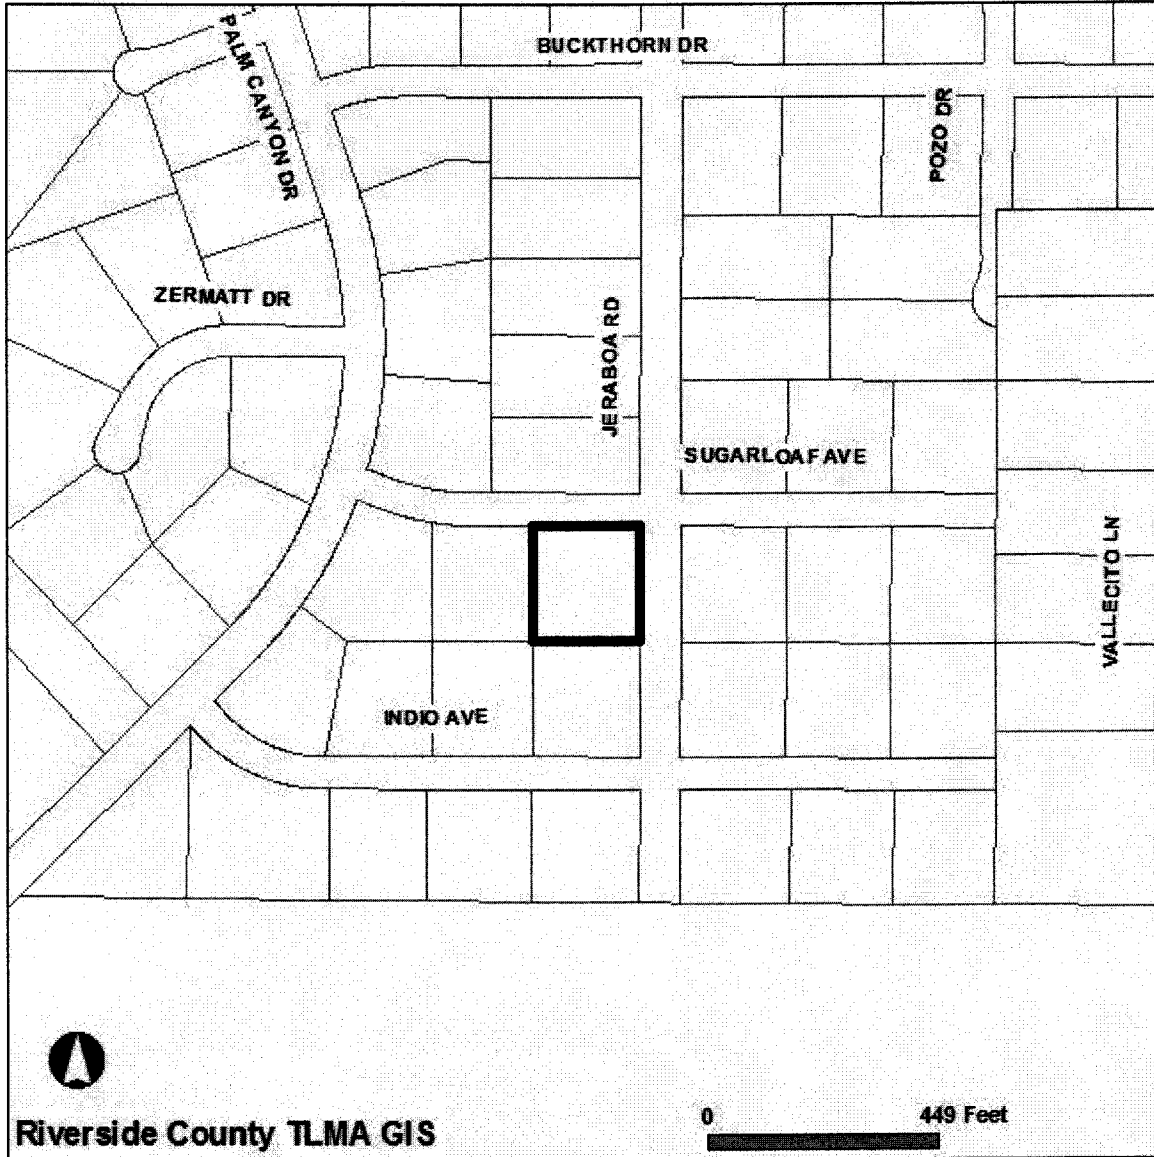 BUCKTHORN DR
PALM CANYON DR
POZO DR
ZERMATT DR
JERABOA RD
SUGARLOAF AVE
VALLECITO LN
INDIO AVE
0 449 Feet
Riverside County TLMA GIS